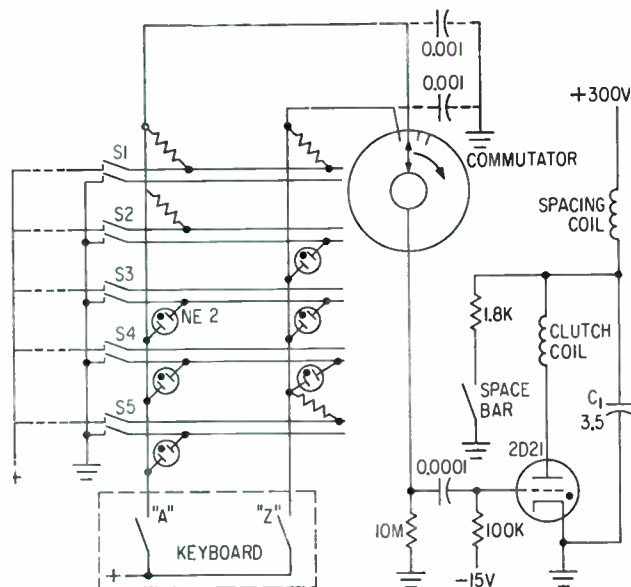 0.001
0.001
+300V
COMMUTATOR
S1
S2
S3
S4
S5
NE 2
SPACING
COIL
1.8K
CLUTCH
COIL
SPACE
BAR
C1
3.5
2D21
0.0001
10M
100K
-15V
+
"A"
"Z"
KEYBOARD
+